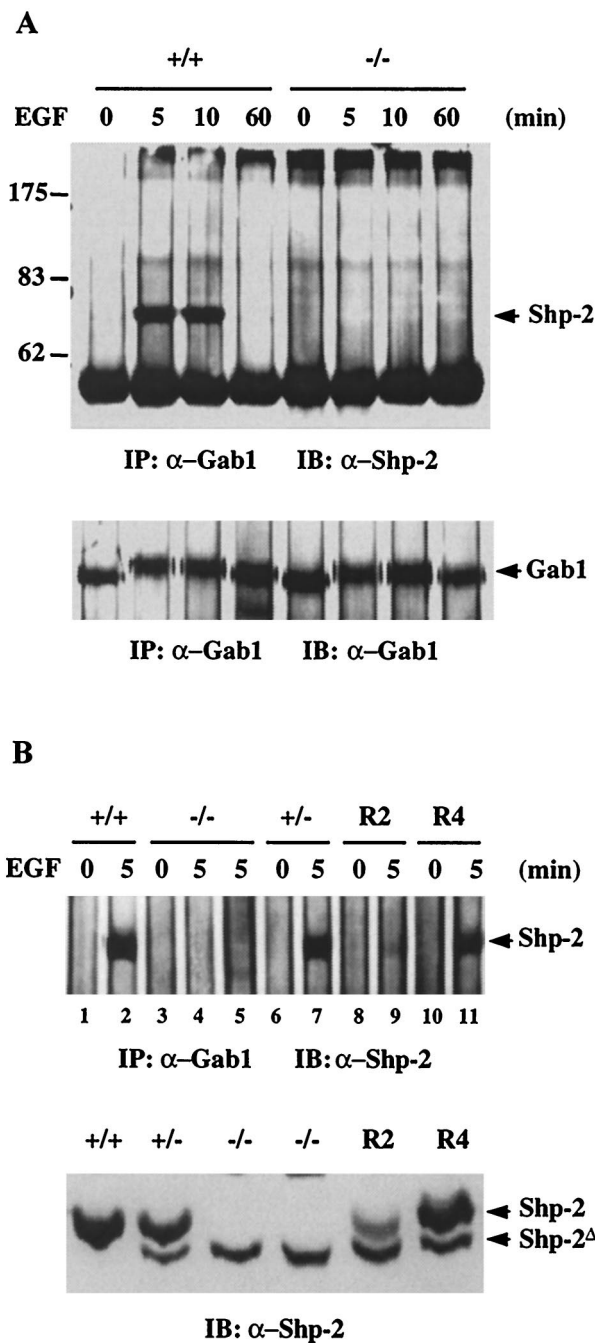 A
+/+ -/-
EGF 0 5 10 60 0 5 10 60 (min)
175
83
Shp-2
62
IP: α–Gab1 IB: α–Shp-2
Gab1
IP: α–Gab1 IB: α–Gab1
B
+/+ -/- +/- R2 R4
EGF 0 5 0 5 5 0 5 0 5 0 5 (min)
Shp-2
1 2 3 4 5 6 7 8 9 10 11
IP: α–Gab1 IB: α–Shp-2
+/+ +/- -/- -/- R2 R4
Shp-2
Shp-2Δ
IB: α–Shp-2